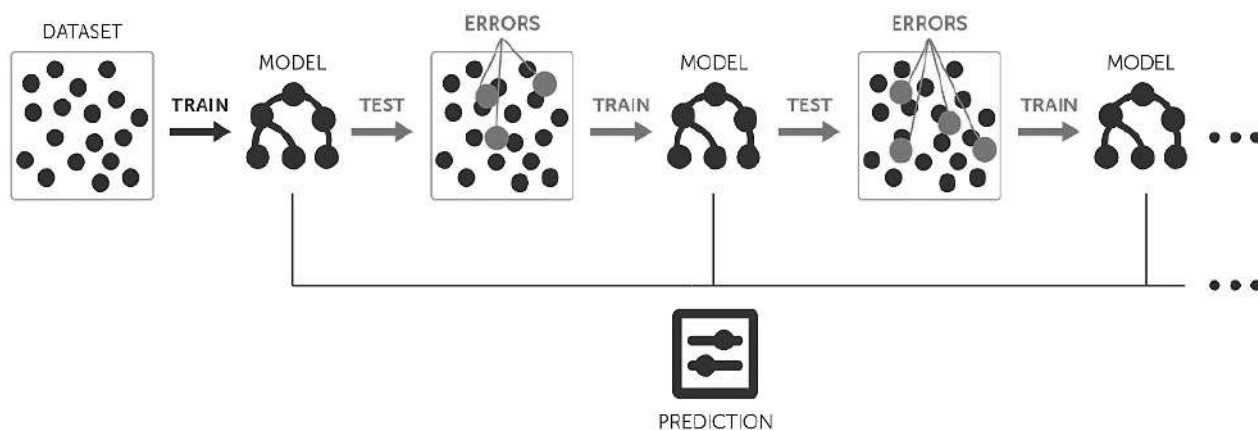 DATASET
MODEL
ERRORS
MODEL
ERRORS
MODEL
TRAIN
TEST
TRAIN
TEST
TRAIN
PREDICTION